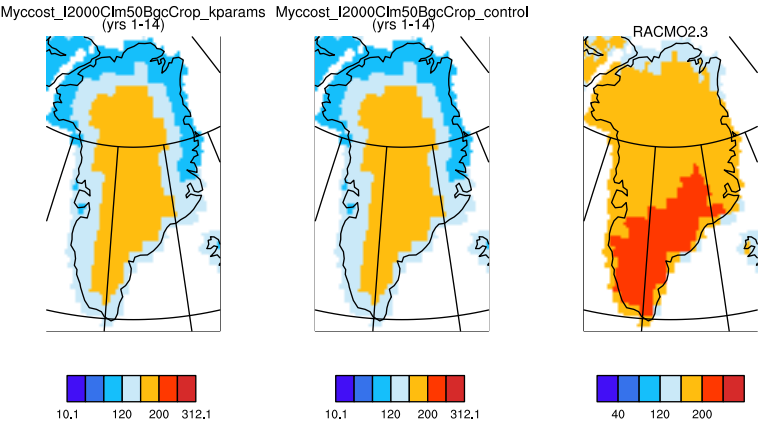 Myccost_I2000Clm50BgcCrop_kparams
(yrs 1-14)
Myccost_I2000Clm50BgcCrop_control
(yrs 1-14)
RACMO2.3
10.1 120 200 312.1
10.1 120 200 312.1
40 120 200